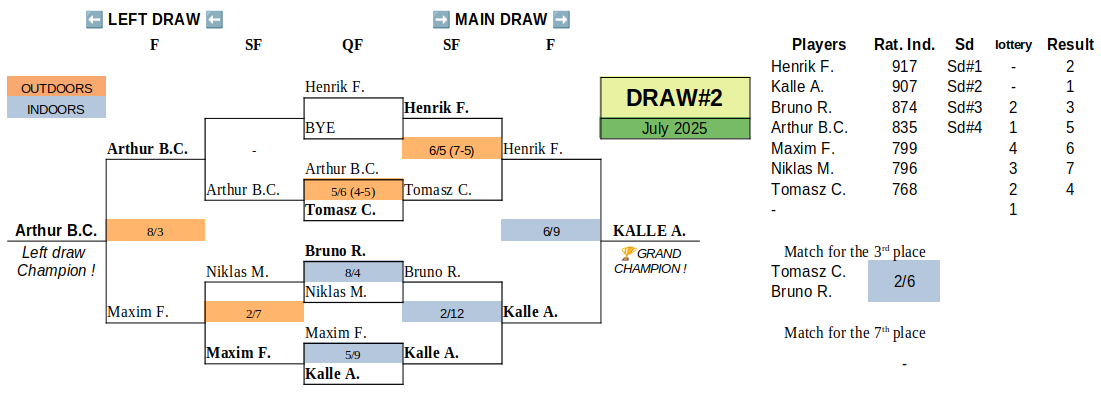 ⬅ LEFT DRAW ⬅ ➡ MAIN DRAW ➡
F SF QF SF F
Players Rat. Ind. Sd lottery Result
Henrik F. 917 Sd#1 - 2
Kalle A. 907 Sd#2 - 1
Bruno R. 874 Sd#3 2 3
Arthur B.C. 835 Sd#4 1 5
Maxim F. 799 4 6
Niklas M. 796 3 7
Tomasz C. 768 2 4
- 1
OUTDOORS
INDOORS
Henrik F.
Henrik F.
BYE
DRAW#2
July 2025
Arthur B.C. - 6/5 (7-5) Henrik F.
Arthur B.C.
Arthur B.C. 5/6 (4-5) Tomasz C.
Tomasz C.
Arthur B.C. 8/3 6/9 KALLE A.
Left draw
Champion !
🏆GRAND
CHAMPION !
Bruno R.
Niklas M. 8/4 Bruno R.
Niklas M.
Maxim F. 2/7 2/12 Kalle A.
Maxim F.
Maxim F. 5/9 Kalle A.
Kalle A.
Match for the 3rd place
Tomasz C.
2/6
Bruno R.
Match for the 7th place
-